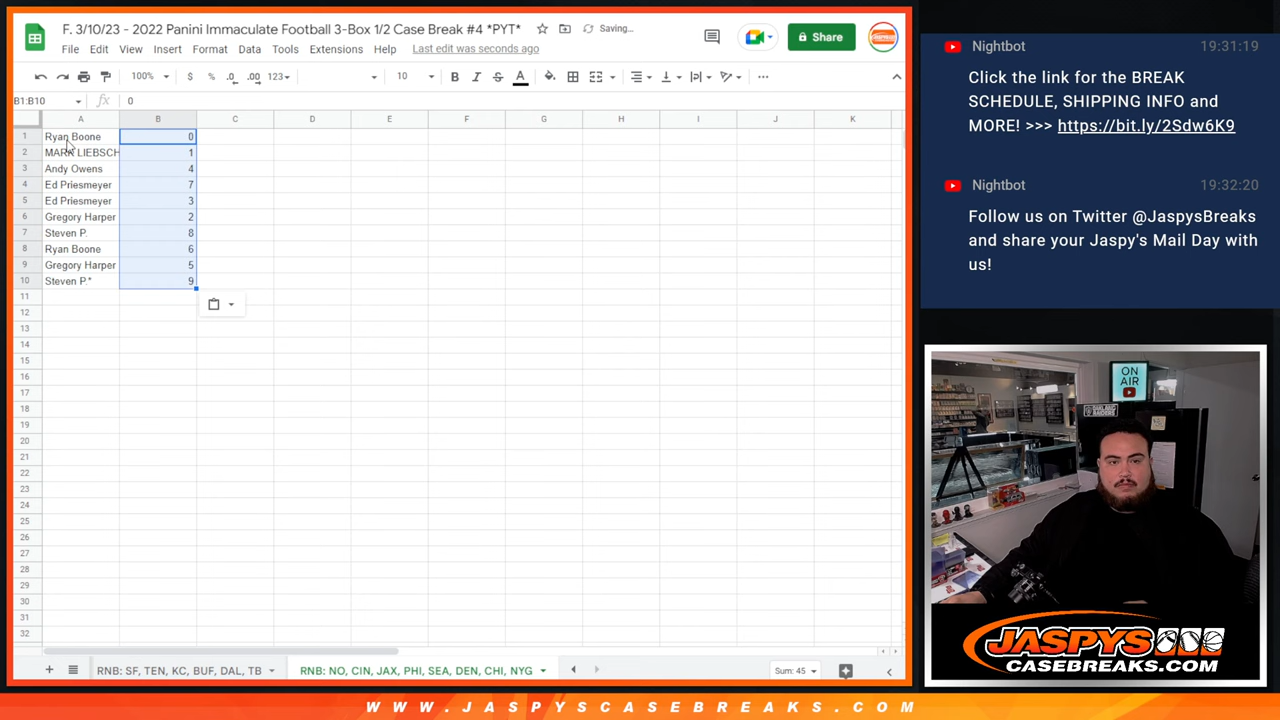 F. 3/10/23 - 2022 Panini Immaculate Football 3-Box 1/2 Case Break #4 *PYT*
Saving...
Share
File Edit View Insert Format Data Tools Extensions Help Last edit was seconds ago
100% $ % .0 .00 123 10 B I S A
B1:B10 fx 0
A B C D E F G H I J K
1 Ryan Boone 0
2 MARK LIEBSCH 1
3 Andy Owens 4
4 Ed Priesmeyer 7
5 Ed Priesmeyer 3
6 Gregory Harper 2
7 Steven P. 8
8 Ryan Boone 6
9 Gregory Harper 5
10 Steven P.* 9
11
12
13
14
15
16
17
18
19
20
21
22
23
24
25
26
27
28
29
30
31
32
RNB: SF, TEN, KC, BUF, DAL, TB RNB: NO, CIN, JAX, PHI, SEA, DEN, CHI, NYG Sum: 45
Nightbot 19:31:19
Click the link for the BREAK
SCHEDULE, SHIPPING INFO and
MORE! >>> https://bit.ly/2Sdw6K9
Nightbot 19:32:20
Follow us on Twitter @JaspysBreaks
and share your Jaspy's Mail Day with
us!
ON
AIR
JASPYS
CASEBREAKS.COM
WWW.JASPYSCASEBREAKS.COM